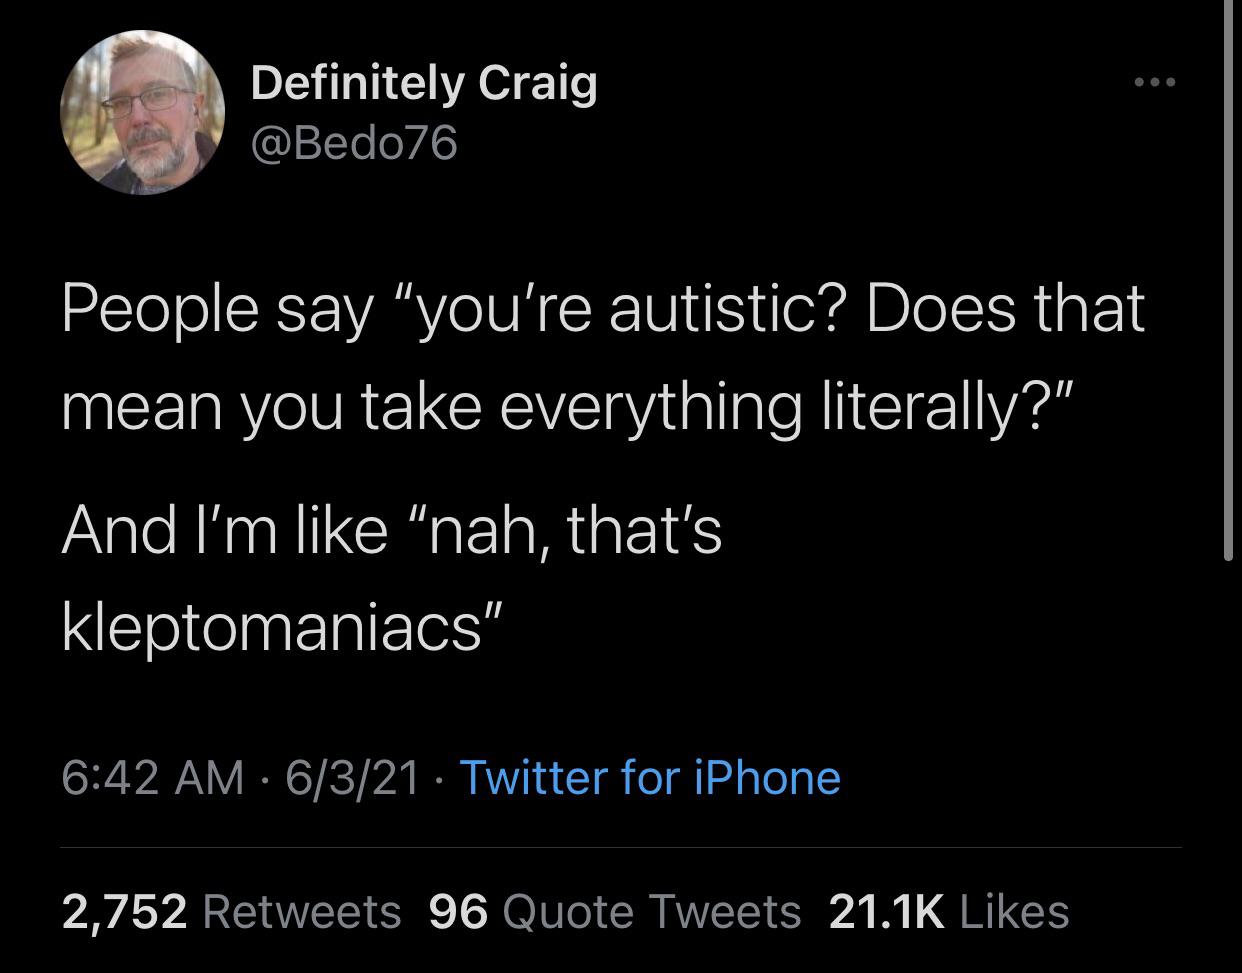 Definitely Craig
@Bedo76
People say “you’re autistic? Does that
mean you take everything literally?”
And I’m like “nah, that’s
kleptomaniacs”
6:42 AM · 6/3/21 · Twitter for iPhone
2,752 Retweets 96 Quote Tweets 21.1K Likes